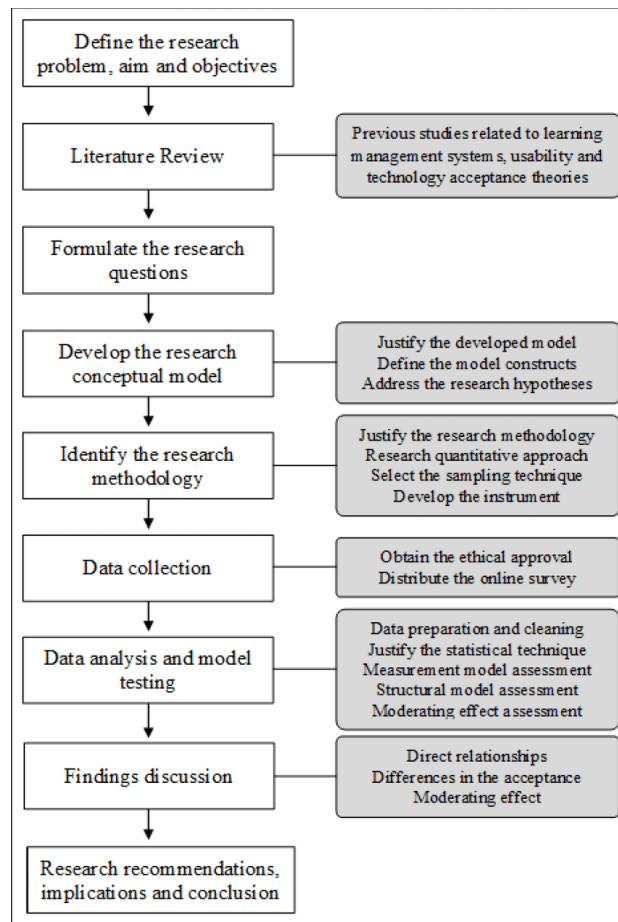 Define the research
problem, aim and objectives
Literature Review
Previous studies related to learning
management systems, usability and
technology acceptance theories
Formulate the research
questions
Develop the research
conceptual model
Justify the developed model
Define the model constructs
Address the research hypotheses
Identify the research
methodology
Justify the research methodology
Research quantitative approach
Select the sampling technique
Develop the instrument
Data collection
Obtain the ethical approval
Distribute the online survey
Data analysis and model
testing
Data preparation and cleaning
Justify the statistical technique
Measurement model assessment
Structural model assessment
Moderating effect assessment
Findings discussion
Direct relationships
Differences in the acceptance
Moderating effect
Research recommendations,
implications and conclusion